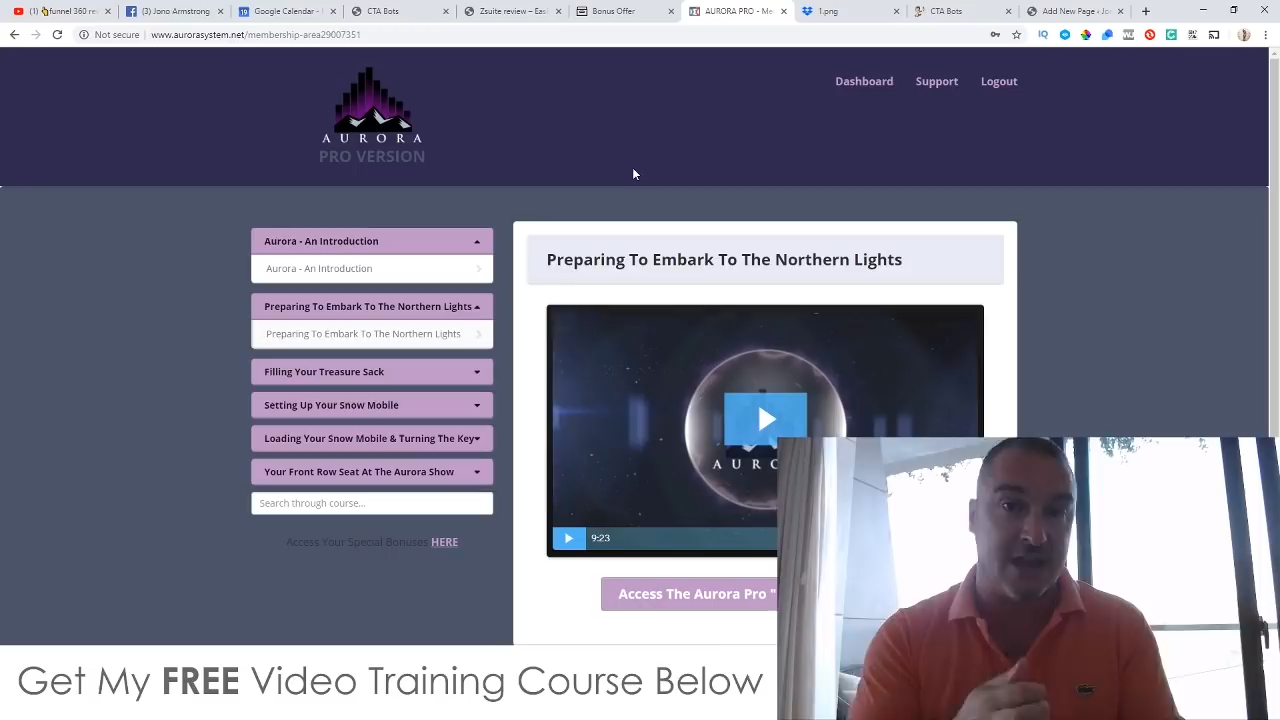 (1) funnel 360 re
(3) Jono Armstrong
Google Calendar -
CTA Bots
Zsuite review – Eas
Bonus Offer
AURORA PRO - Me
1.png
CTA Bots
Add New Page ‹ Jo
Not secure
www.aurorasystem.net/membership-area29007351
AURORA
PRO VERSION
Dashboard
Support
Logout
Aurora - An Introduction
Aurora - An Introduction
Preparing To Embark To The Northern Lights
Preparing To Embark To The Northern Lights
Filling Your Treasure Sack
Setting Up Your Snow Mobile
Loading Your Snow Mobile & Turning The Key
Your Front Row Seat At The Aurora Show
Search through course...
Access Your Special Bonuses HERE
Preparing To Embark To The Northern Lights
AURO
9:23
Access The Aurora Pro "
Get My FREE Video Training Course Below